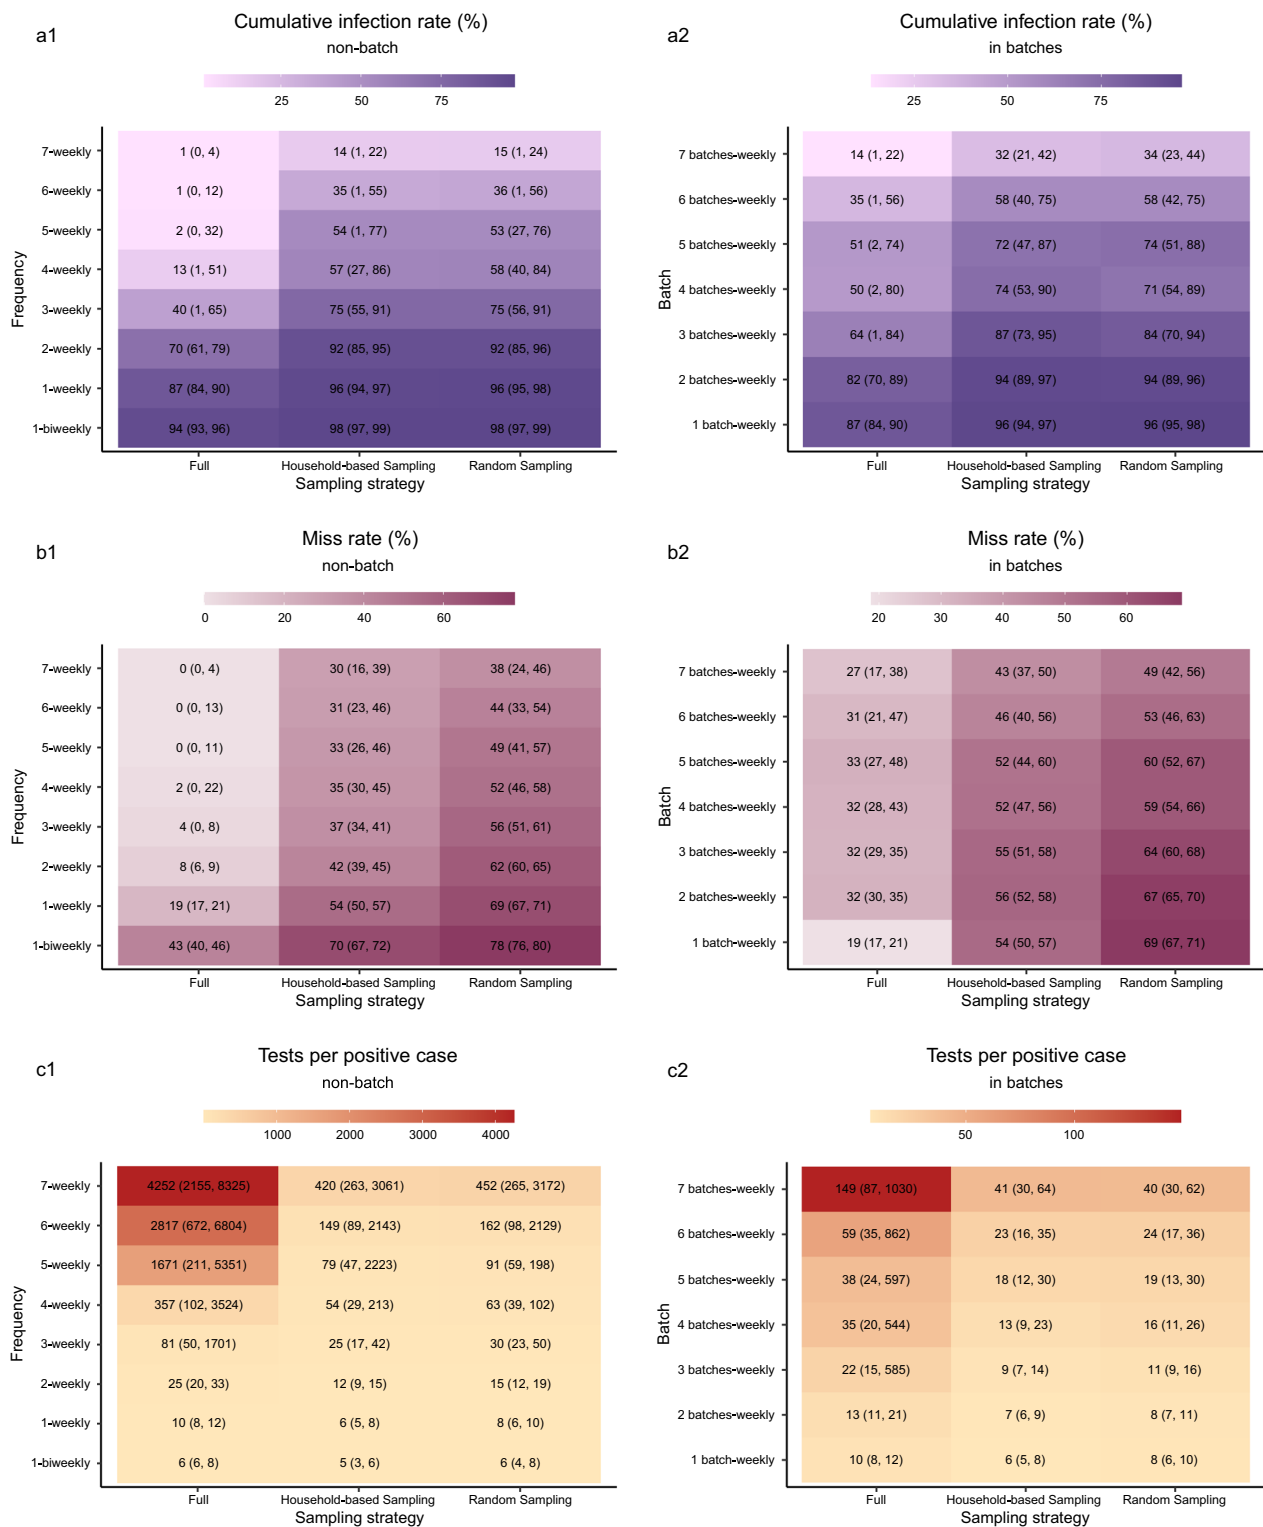 a1
Cumulative infection rate (%)
non-batch
25 50 75
Frequency
7-weekly 1 (0, 4) 14 (1, 22) 15 (1, 24)
6-weekly 1 (0, 12) 35 (1, 55) 36 (1, 56)
5-weekly 2 (0, 32) 54 (1, 77) 53 (27, 76)
4-weekly 13 (1, 51) 57 (27, 86) 58 (40, 84)
3-weekly 40 (1, 65) 75 (55, 91) 75 (56, 91)
2-weekly 70 (61, 79) 92 (85, 95) 92 (85, 96)
1-weekly 87 (84, 90) 96 (94, 97) 96 (95, 98)
1-biweekly 94 (93, 96) 98 (97, 99) 98 (97, 99)
Full Household-based Sampling Random Sampling
Sampling strategy
a2
Cumulative infection rate (%)
in batches
25 50 75
Batch
7 batches-weekly 14 (1, 22) 32 (21, 42) 34 (23, 44)
6 batches-weekly 35 (1, 56) 58 (40, 75) 58 (42, 75)
5 batches-weekly 51 (2, 74) 72 (47, 87) 74 (51, 88)
4 batches-weekly 50 (2, 80) 74 (53, 90) 71 (54, 89)
3 batches-weekly 64 (1, 84) 87 (73, 95) 84 (70, 94)
2 batches-weekly 82 (70, 89) 94 (89, 97) 94 (89, 96)
1 batch-weekly 87 (84, 90) 96 (94, 97) 96 (95, 98)
Full Household-based Sampling Random Sampling
Sampling strategy
b1
Miss rate (%)
non-batch
0 20 40 60
Frequency
7-weekly 0 (0, 4) 30 (16, 39) 38 (24, 46)
6-weekly 0 (0, 13) 31 (23, 46) 44 (33, 54)
5-weekly 0 (0, 11) 33 (26, 46) 49 (41, 57)
4-weekly 2 (0, 22) 35 (30, 45) 52 (46, 58)
3-weekly 4 (0, 8) 37 (34, 41) 56 (51, 61)
2-weekly 8 (6, 9) 42 (39, 45) 62 (60, 65)
1-weekly 19 (17, 21) 54 (50, 57) 69 (67, 71)
1-biweekly 43 (40, 46) 70 (67, 72) 78 (76, 80)
Full Household-based Sampling Random Sampling
Sampling strategy
b2
Miss rate (%)
in batches
20 30 40 50 60
Batch
7 batches-weekly 27 (17, 38) 43 (37, 50) 49 (42, 56)
6 batches-weekly 31 (21, 47) 46 (40, 56) 53 (46, 63)
5 batches-weekly 33 (27, 48) 52 (44, 60) 60 (52, 67)
4 batches-weekly 32 (28, 43) 52 (47, 56) 59 (54, 66)
3 batches-weekly 32 (29, 35) 55 (51, 58) 64 (60, 68)
2 batches-weekly 32 (30, 35) 56 (52, 58) 67 (65, 70)
1 batch-weekly 19 (17, 21) 54 (50, 57) 69 (67, 71)
Full Household-based Sampling Random Sampling
Sampling strategy
c1
Tests per positive case
non-batch
1000 2000 3000 4000
Frequency
7-weekly 4252 (2155, 8325) 420 (263, 3061) 452 (265, 3172)
6-weekly 2817 (672, 6804) 149 (89, 2143) 162 (98, 2129)
5-weekly 1671 (211, 5351) 79 (47, 2223) 91 (59, 198)
4-weekly 357 (102, 3524) 54 (29, 213) 63 (39, 102)
3-weekly 81 (50, 1701) 25 (17, 42) 30 (23, 50)
2-weekly 25 (20, 33) 12 (9, 15) 15 (12, 19)
1-weekly 10 (8, 12) 6 (5, 8) 8 (6, 10)
1-biweekly 6 (6, 8) 5 (3, 6) 6 (4, 8)
Full Household-based Sampling Random Sampling
Sampling strategy
c2
Tests per positive case
in batches
50 100
Batch
7 batches-weekly 149 (87, 1030) 41 (30, 64) 40 (30, 62)
6 batches-weekly 59 (35, 862) 23 (16, 35) 24 (17, 36)
5 batches-weekly 38 (24, 597) 18 (12, 30) 19 (13, 30)
4 batches-weekly 35 (20, 544) 13 (9, 23) 16 (11, 26)
3 batches-weekly 22 (15, 585) 9 (7, 14) 11 (9, 16)
2 batches-weekly 13 (11, 21) 7 (6, 9) 8 (7, 11)
1 batch-weekly 10 (8, 12) 6 (5, 8) 8 (6, 10)
Full Household-based Sampling Random Sampling
Sampling strategy